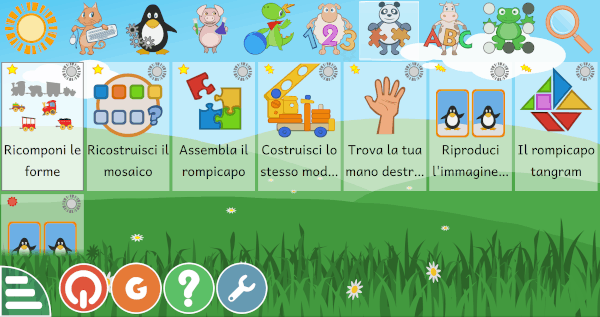 123
ABC
Ricomponi le
forme
Ricostruisci il
mosaico
Assembla il
rompicapo
Costruisci lo
stesso mod...
Trova la tua
mano destr...
Riproduci
l'immagine...
Il rompicapo
tangram
?
G
?